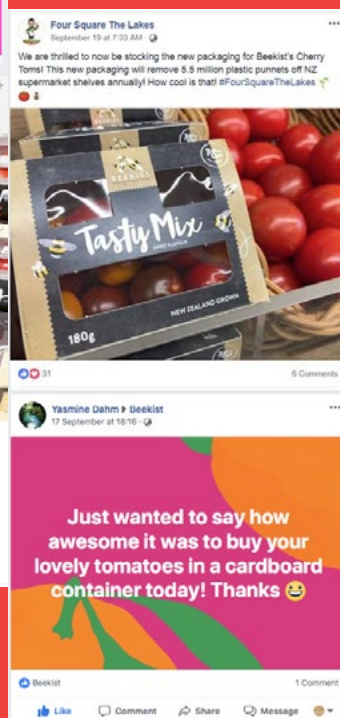 Four Square The Lakes
September 19 at 7:33 AM ·
We are thrilled to now be stocking the new packaging for Beekist's Cherry
Toms! This new packaging will remove 5.5 million plastic punnets off NZ
supermarket shelves annually! How cool is that! #FourSquareTheLakes
BEEKIST
Tasty Mix
SWEET FLAVOUR
NEW ZEALAND GROWN
180g
31
6 Comments
Yasmine Dahm ▸ Beekist
17 September at 18:16 ·
Just wanted to say how
awesome it was to buy your
lovely tomatoes in a cardboard
container today! Thanks 😀
Beekist
1 Comment
Like
Comment
Share
Message